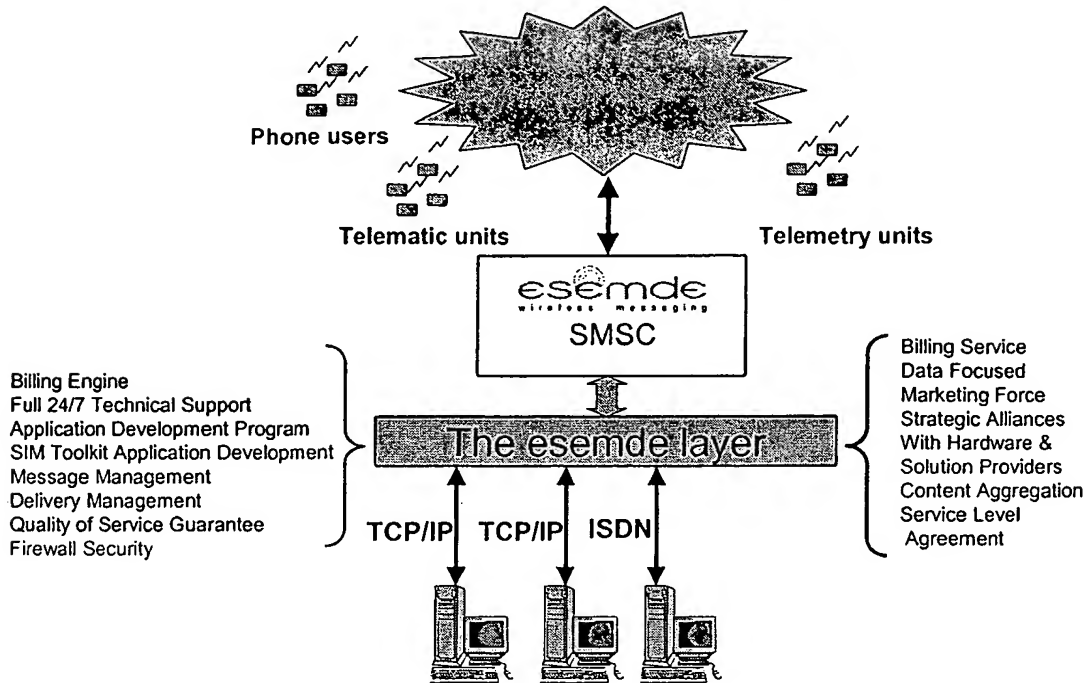 Phone users
Telematic units
Telemetry units
esemde
wireless messaging
SMSC
Billing Engine
Full 24/7 Technical Support
Application Development Program
SIM Toolkit Application Development
Message Management
Delivery Management
Quality of Service Guarantee
Firewall Security
The esemde layer
Billing Service
Data Focused
Marketing Force
Strategic Alliances
With Hardware &
Solution Providers
Content Aggregation
Service Level
Agreement
TCP/IP
TCP/IP
ISDN